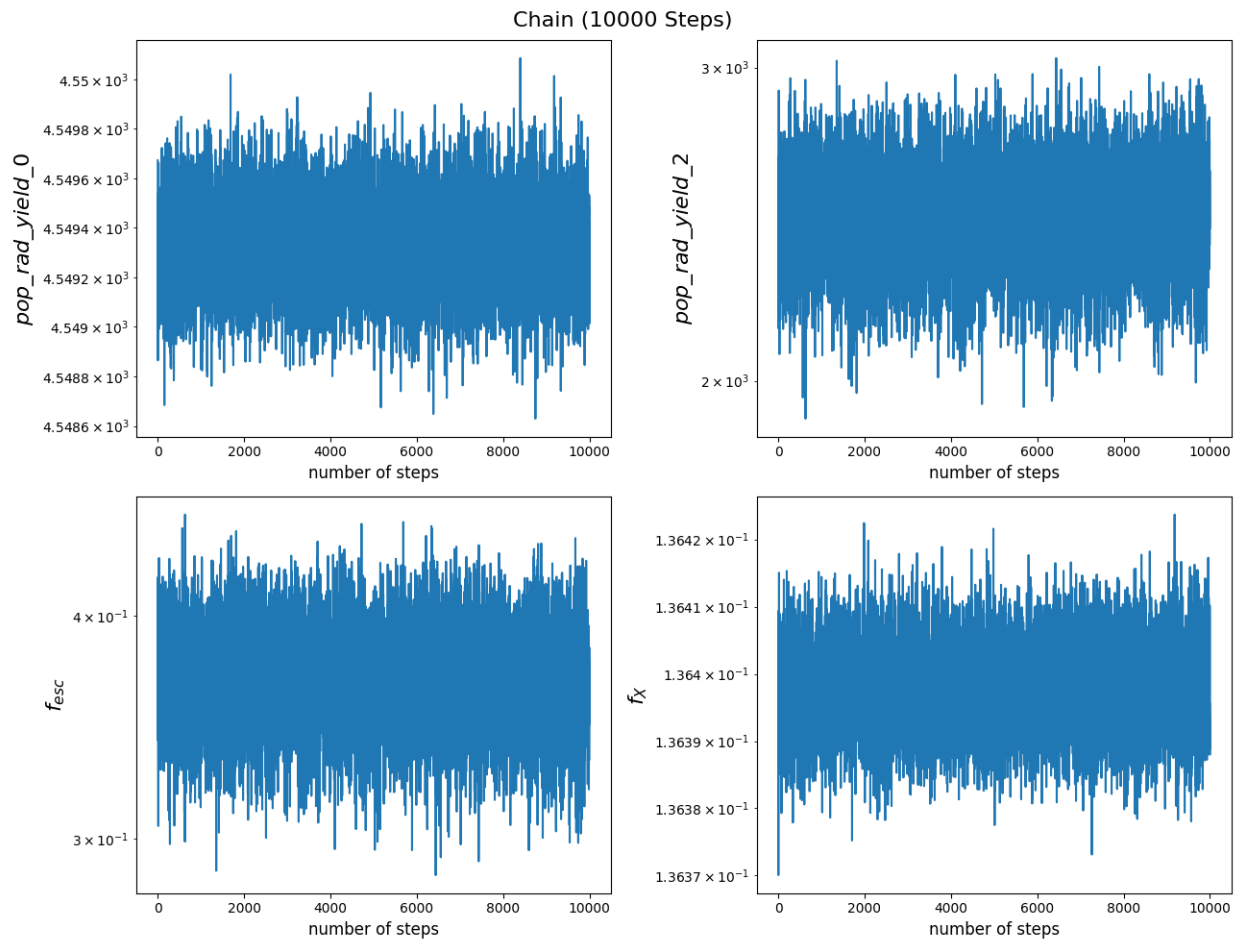 Chain (10000 Steps)
pop_rad_yield_0
4.55 × 10³
4.5498 × 10³
4.5496 × 10³
4.5494 × 10³
4.5492 × 10³
4.549 × 10³
4.5488 × 10³
4.5486 × 10³
0 2000 4000 6000 8000 10000
number of steps
pop_rad_yield_2
3 × 10³
2 × 10³
0 2000 4000 6000 8000 10000
number of steps
f_esc
4 × 10⁻¹
3 × 10⁻¹
0 2000 4000 6000 8000 10000
number of steps
f_X
1.3642 × 10⁻¹
1.3641 × 10⁻¹
1.364 × 10⁻¹
1.3639 × 10⁻¹
1.3638 × 10⁻¹
1.3637 × 10⁻¹
0 2000 4000 6000 8000 10000
number of steps